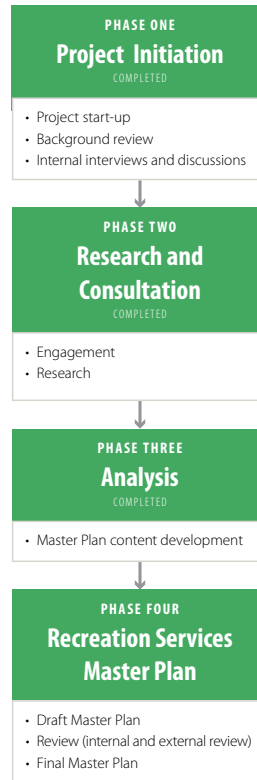 PHASE ONE
Project Initiation
COMPLETED
• Project start-up
• Background review
• Internal interviews and discussions
PHASE TWO
Research and
Consultation
COMPLETED
• Engagement
• Research
PHASE THREE
Analysis
COMPLETED
• Master Plan content development
PHASE FOUR
Recreation Services
Master Plan
• Draft Master Plan
• Review (internal and external review)
• Final Master Plan